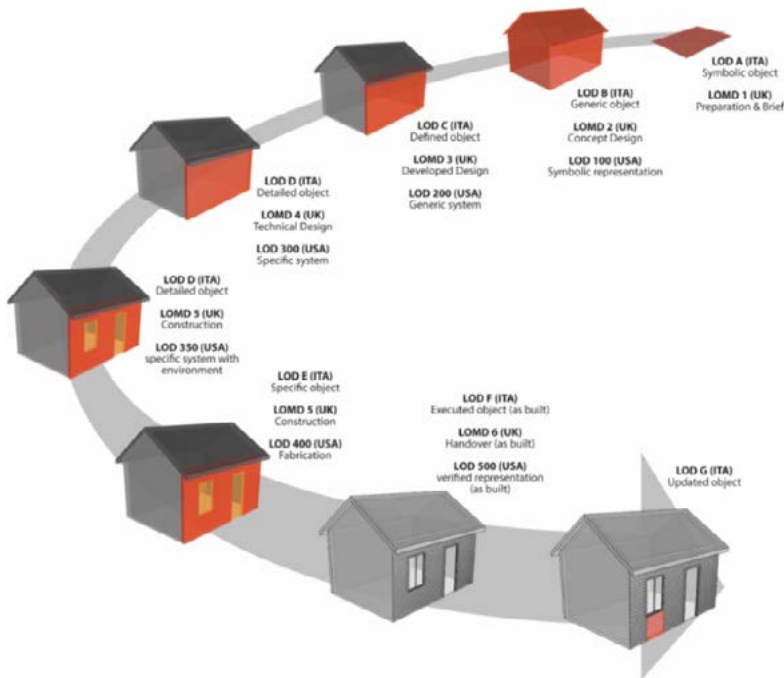 LOD A (ITA)
Symbolic object
LOMD 1 (UK)
Preparation & Brief
LOD B (ITA)
Generic object
LOMD 2 (UK)
Concept Design
LOD 100 (USA)
Symbolic representation
LOD C (ITA)
Defined object
LOMD 3 (UK)
Developed Design
LOD 200 (USA)
Generic system
LOD D (ITA)
Detailed object
LOMD 4 (UK)
Technical Design
LOD 300 (USA)
Specific system
LOD D (ITA)
Detailed object
LOMD 5 (UK)
Construction
LOD 350 (USA)
specific system with
environment
LOD E (ITA)
Specific object
LOMD 5 (UK)
Construction
LOD 400 (USA)
Fabrication
LOD F (ITA)
Executed object (as built)
LOMD 6 (UK)
Handover (as built)
LOD 500 (USA)
verified representation
(as built)
LOD G (ITA)
Updated object